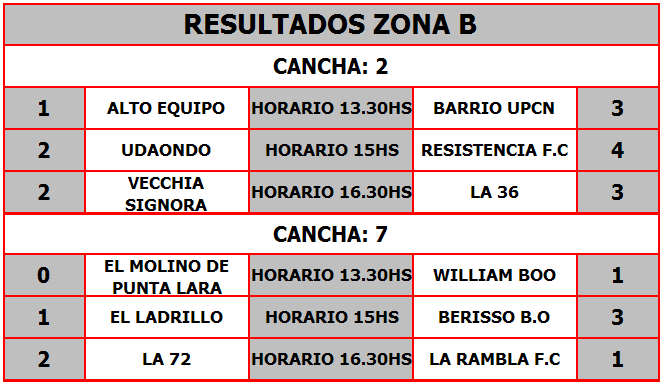 RESULTADOS ZONA B
CANCHA: 2
1 ALTO EQUIPO HORARIO 13.30HS BARRIO UPCN 3
2 UDAONDO HORARIO 15HS RESISTENCIA F.C 4
2 VECCHIA
SIGNORA HORARIO 16.30HS LA 36 3
CANCHA: 7
0 EL MOLINO DE
PUNTA LARA HORARIO 13.30HS WILLIAM BOO 1
1 EL LADRILLO HORARIO 15HS BERISSO B.O 3
2 LA 72 HORARIO 16.30HS LA RAMBLA F.C 1